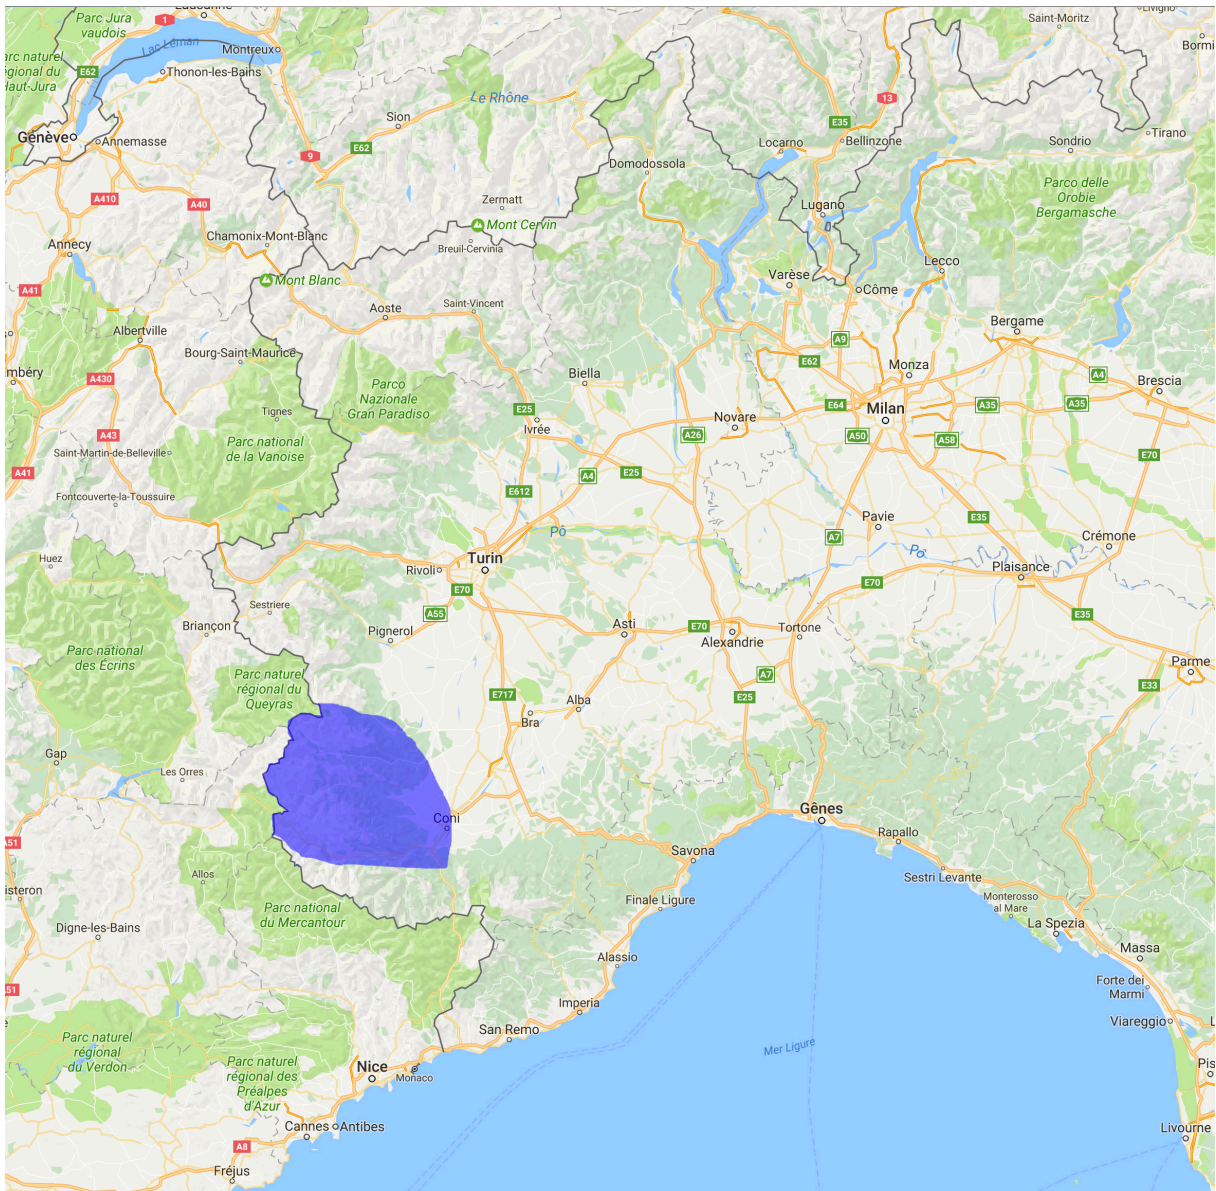 Parc Jura
vaudois
1
Lausanne
Lac Léman
Montreux
Saint-Moritz
Livigno
Bormi
arc naturel
égional du
Haut-Jura
E62
Thonon-les-Bains
Le Rhône
13
Sion
E35
Genève
Annemasse
E62
9
Locarno
Bellinzone
Sondrio
Tirano
Domodossola
A410
A40
Zermatt
Parco delle
Orobie
Bergamasche
Lugano
Mont Cervin
Chamonix-Mont-Blanc
Annecy
Breuil-Cervinia
Lecco
Mont Blanc
Varèse
Côme
A41
Aoste
Saint-Vincent
Bergame
Albertville
A9
Bourg-Saint-Maurice
E62
Monza
mbéry
A430
Parco
Nazionale
Gran Paradiso
Biella
A4
Brescia
Tignes
E25
Novare
E64
Milan
A35
A35
Ivrée
A26
A50
A58
A43
Parc national
de la Vanoise
Saint-Martin-de-Belleville
E70
A41
A4
E25
Fontcouverte-la-Toussuire
E612
Pavie
E35
Pô
A7
Crémone
Huez
Turin
Pô
Plaisance
Rivoli
E70
E70
Sestriere
A55
E35
Briançon
Pignerol
Asti
E70
Alexandrie
Tortone
Parc national
des Écrins
Parme
Parc naturel
régional du
Queyras
A7
E33
E717
Alba
E25
Bra
Gap
Les Orres
Gênes
Coni
Rapallo
A51
Savona
Allos
Sestri Levante
isteron
Finale Ligure
Monterosso
al Mare
Parc national
du Mercantour
La Spezia
Digne-les-Bains
Massa
Alassio
Forte dei
Marmi
A51
Imperia
Viareggio
San Remo
Parc naturel
régional
du Verdon
Mer Ligure
Parc naturel
régional des
Préalpes
d'Azur
Nice
Monaco
Pis
Cannes
Antibes
Livourne
A8
Fréjus